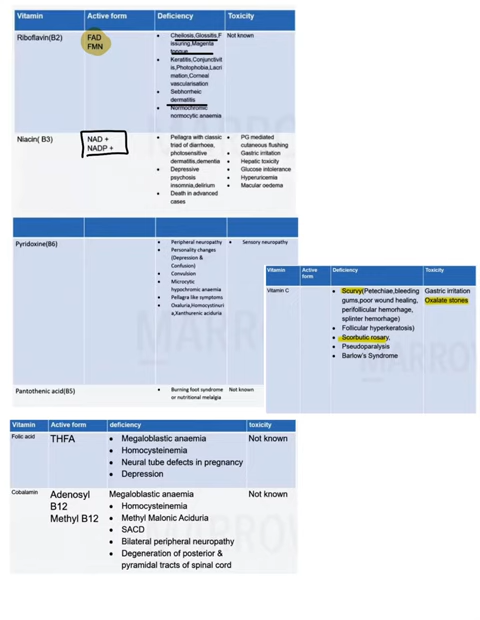 Vitamin Active form Deficiency Toxicity
Riboflavin(B2) FAD Cheilosis,Glossitis,F Not known
FMN issuring,Magenta
tongue
Keratitis,Conjunctivit
is,Photophobia,Lacri
mation,Corneal
vascularisation
Sebhorrheic
dermatitis
Normochromic
normocytic anaemia
Niacin( B3) NAD + Pellagra with classic PG mediated
NADP + triad of diarrhoea, cutaneous flushing
photosensitive Gastric irritation
dermatitis,dementia Hepatic toxicity
Depressive Glucose intolerance
psychosis Hyperuricemia
insomnia,delirium Macular oedema
Death in advanced
cases
Pyridoxine(B6) Peripheral neuropathy Sensory neuropathy
Personality changes
(Depression &
Confusion)
Convulsion
Microcytic
hypochromic anaemia
Pellagra like symptoms
Oxaluria,Homocystinuri
a,Xanthurenic aciduria
Pantothenic acid(B5) Burning foot syndrome Not known
or nutritional melalgia
Vitamin Active Deficiency Toxicity
form
Vitamin C Scurvy(Petechiae,bleeding Gastric irritation
gums,poor wound healing, Oxalate stones
perifollicular hemorrhage,
splinter hemorrhage)
Follicular hyperkeratosis)
Scorbutic rosary,
Pseudoparalysis
Barlow's Syndrome
Vitamin Active form deficiency toxicity
Folic acid THFA Megaloblastic anaemia Not known
Homocysteinemia
Neural tube defects in pregnancy
Depression
Cobalamin Adenosyl Megaloblastic anaemia Not known
B12 Homocysteinemia
Methyl B12 Methyl Malonic Aciduria
SACD
Bilateral peripheral neuropathy
Degeneration of posterior &
pyramidal tracts of spinal cord
MARROW